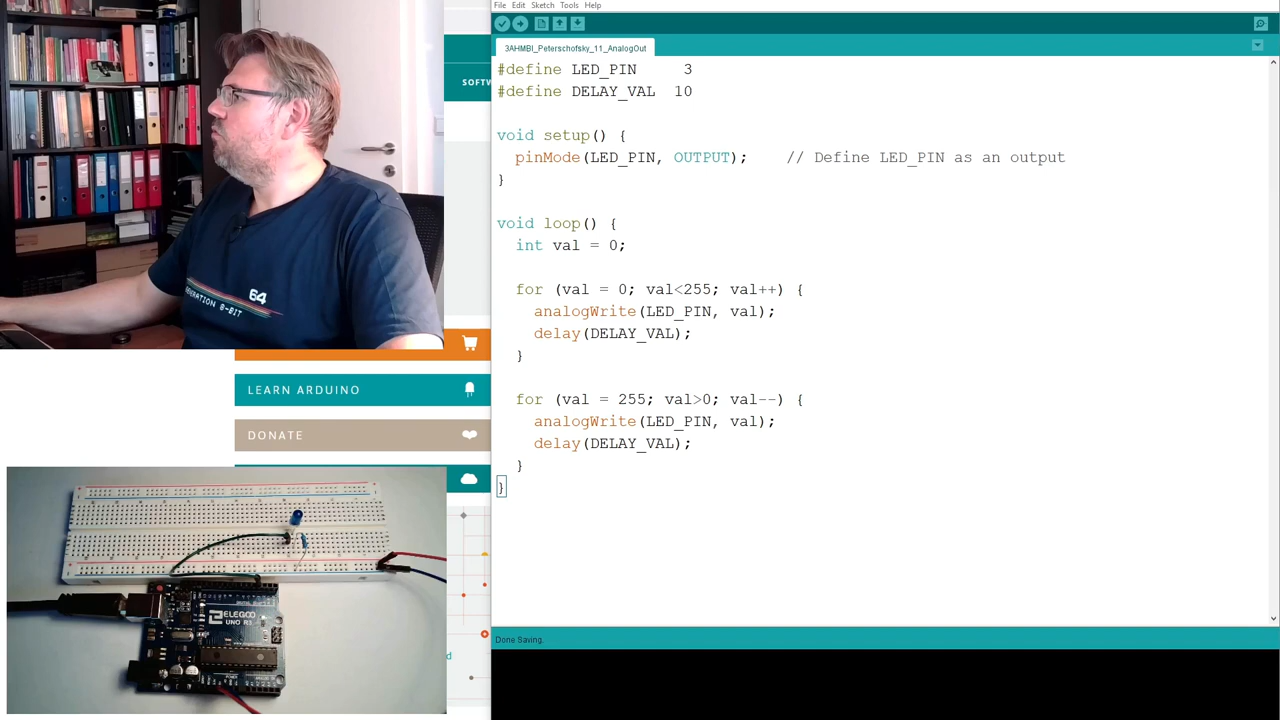 File Edit Sketch Tools Help
3AHMBI_Peterschofsky_11_AnalogOut
#define LED_PIN     3
#define DELAY_VAL  10
void setup() {
  pinMode(LED_PIN, OUTPUT);    // Define LED_PIN as an output
}
void loop() {
  int val = 0;
  for (val = 0; val<255; val++) {
    analogWrite(LED_PIN, val);
    delay(DELAY_VAL);
  }
  for (val = 255; val>0; val--) {
    analogWrite(LED_PIN, val);
    delay(DELAY_VAL);
  }
}
Done Saving.
SOFTW
64
GENERATION 8-BIT
LEARN ARDUINO
DONATE
d
ELEGOO
UNO R3